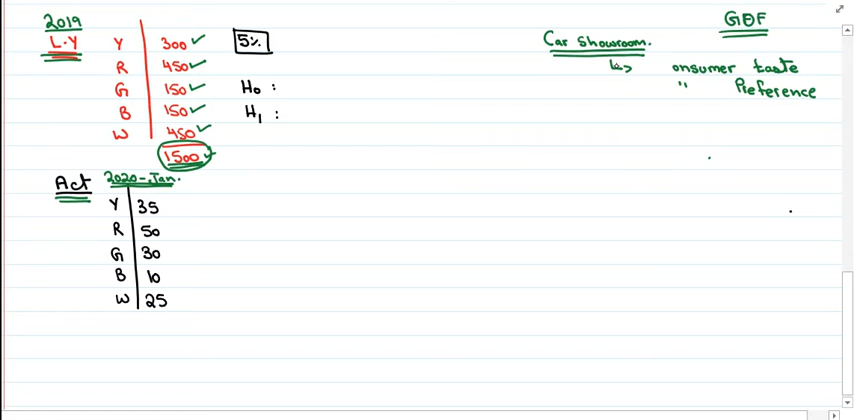 2019
L.Y Y 300 ✓ 5%
R 450 ✓
G 150 ✓ H₀ :
B 150 ✓ H₁ :
W 450 ✓
1500 ✓
GOF
Car Showroom.
↳ onsumer taste
" Preference
Act 2020-Jan.
Y 35
R 50
G 30
B 10
W 25